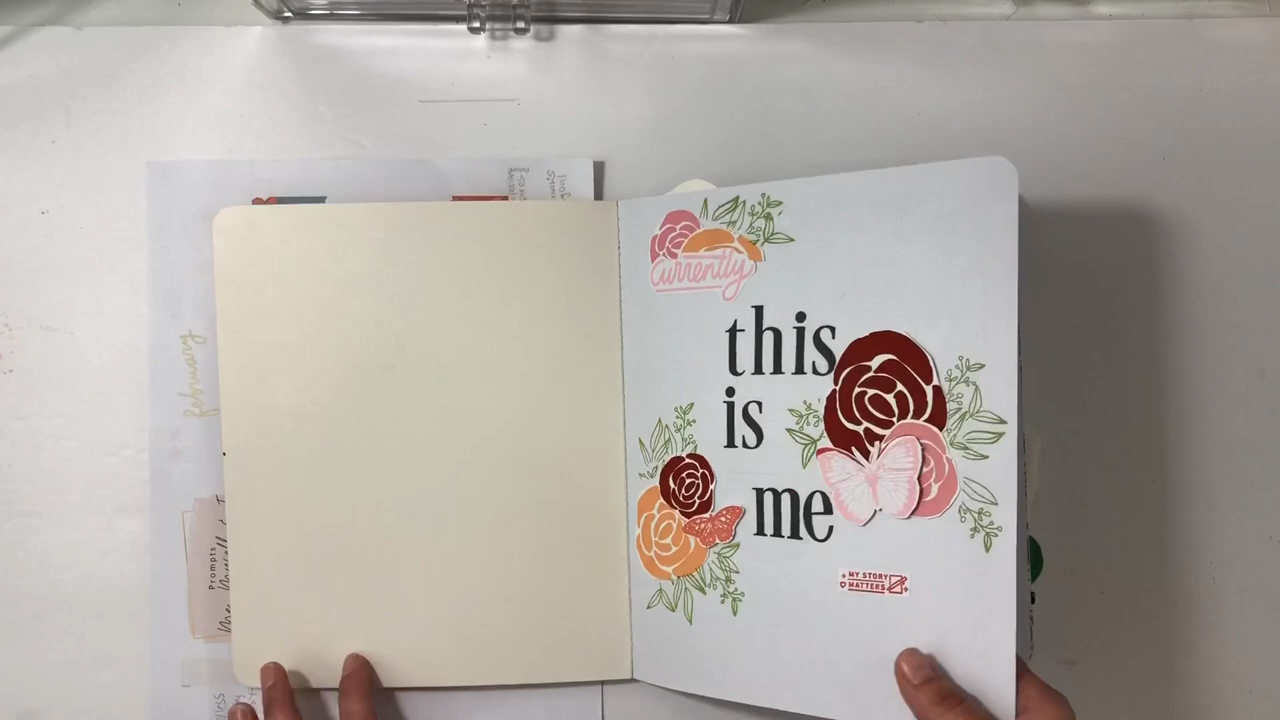 currently
this
is
me
MY STORY
MATTERS
february
Prompts